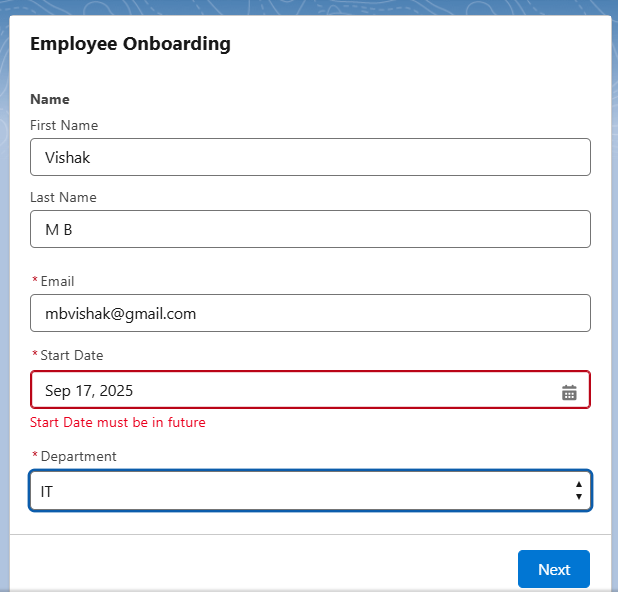 Employee Onboarding
Name
First Name
Vishak
Last Name
M B
* Email
mbvishak@gmail.com
* Start Date
Sep 17, 2025
Start Date must be in future
* Department
IT
Next